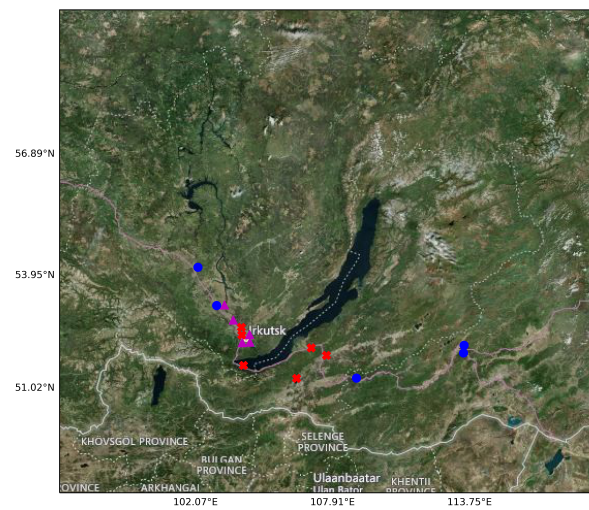 56.89°N
53.95°N
Irkutsk
51.02°N
KHOVSGOL PROVINCE
SELENGE
PROVINCE
BULGAN
PROVINCE
Ulaanbaatar
Ulan Bator
KHENTII
PROVINCE
OVINCE
ARKHANGAI
102.07°E
107.91°E
113.75°E